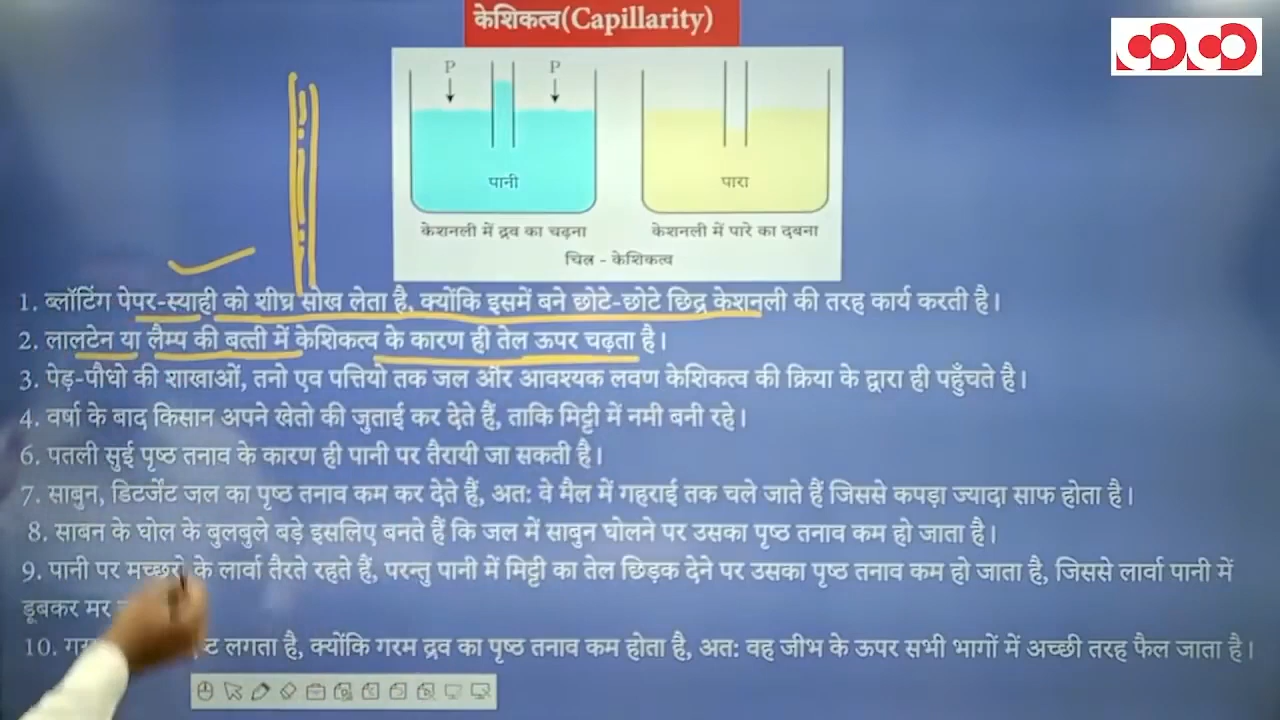 केशिकत्व(Capillarity)
P P
पानी पारा
केशनली में द्रव का चढ़ना केशनली में पारे का दबना
चित्र - केशिकत्व
1. ब्लॉटिंग पेपर-स्याही को शीघ्र सोख लेता है, क्योंकि इसमें बने छोटे-छोटे छिद्र केशनली की तरह कार्य करती है।
2. लालटेन या लैम्प की बत्ती में केशिकत्व के कारण ही तेल ऊपर चढ़ता है।
3. पेड़-पौधो की शाखाओं, तनो एंव पत्तियो तक जल और आवश्यक लवण केशिकत्व की क्रिया के द्वारा ही पहुँचते है।
4. वर्षा के बाद किसान अपने खेतो की जुताई कर देते हैं, ताकि मिट्टी में नमी बनी रहे।
6. पतली सुई पृष्ठ तनाव के कारण ही पानी पर तैरायी जा सकती है।
7. साबुन, डिटर्जेंट जल का पृष्ठ तनाव कम कर देते हैं, अतः वे मैल में गहराई तक चले जाते हैं जिससे कपड़ा ज्यादा साफ होता है।
8. साबन के घोल के बुलबुले बड़े इसलिए बनते हैं कि जल में साबुन घोलने पर उसका पृष्ठ तनाव कम हो जाता है।
9. पानी पर मच्छरो के लार्वा तैरते रहते हैं, परन्तु पानी में मिट्टी का तेल छिड़क देने पर उसका पृष्ठ तनाव कम हो जाता है, जिससे लार्वा पानी में
डूबकर मर
10. लगता है, क्योंकि गरम द्रव का पृष्ठ तनाव कम होता है, अतः वह जीभ के ऊपर सभी भागों में अच्छी तरह फैल जाता है।